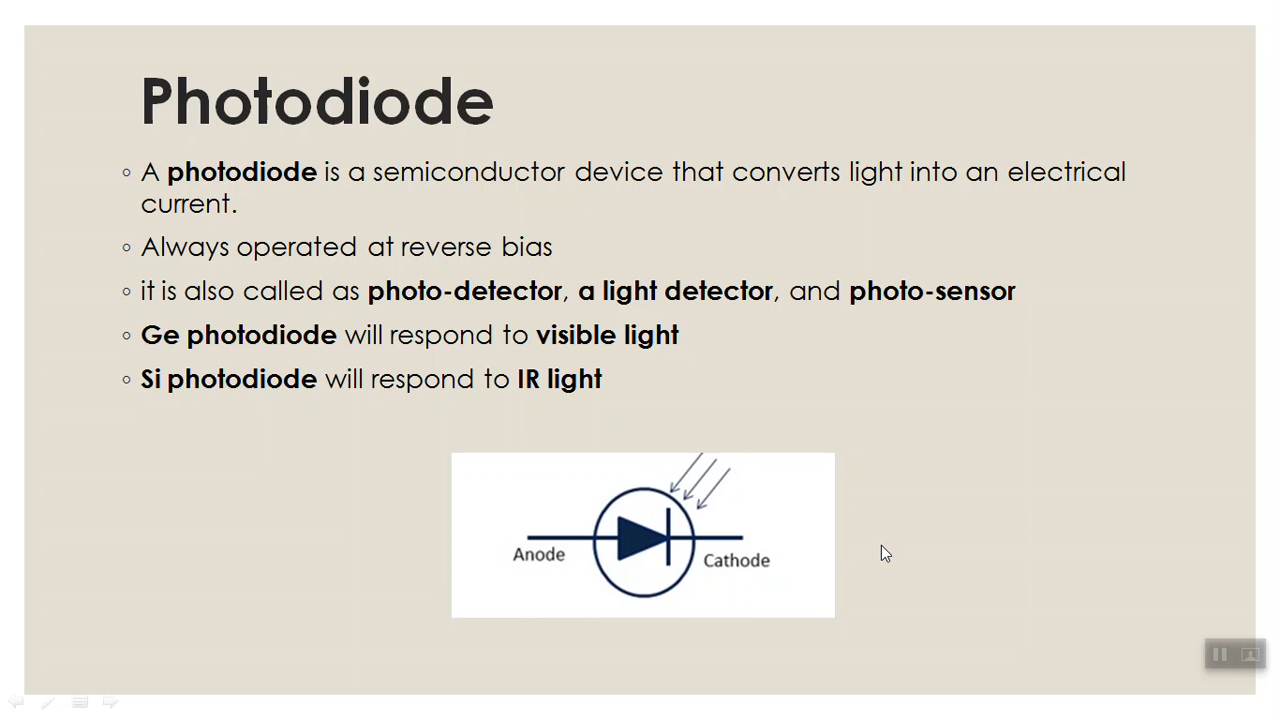 Photodiode
◦ A photodiode is a semiconductor device that converts light into an electrical
current.
◦ Always operated at reverse bias
◦ it is also called as photo-detector, a light detector, and photo-sensor
◦ Ge photodiode will respond to visible light
◦ Si photodiode will respond to IR light
Anode
Cathode